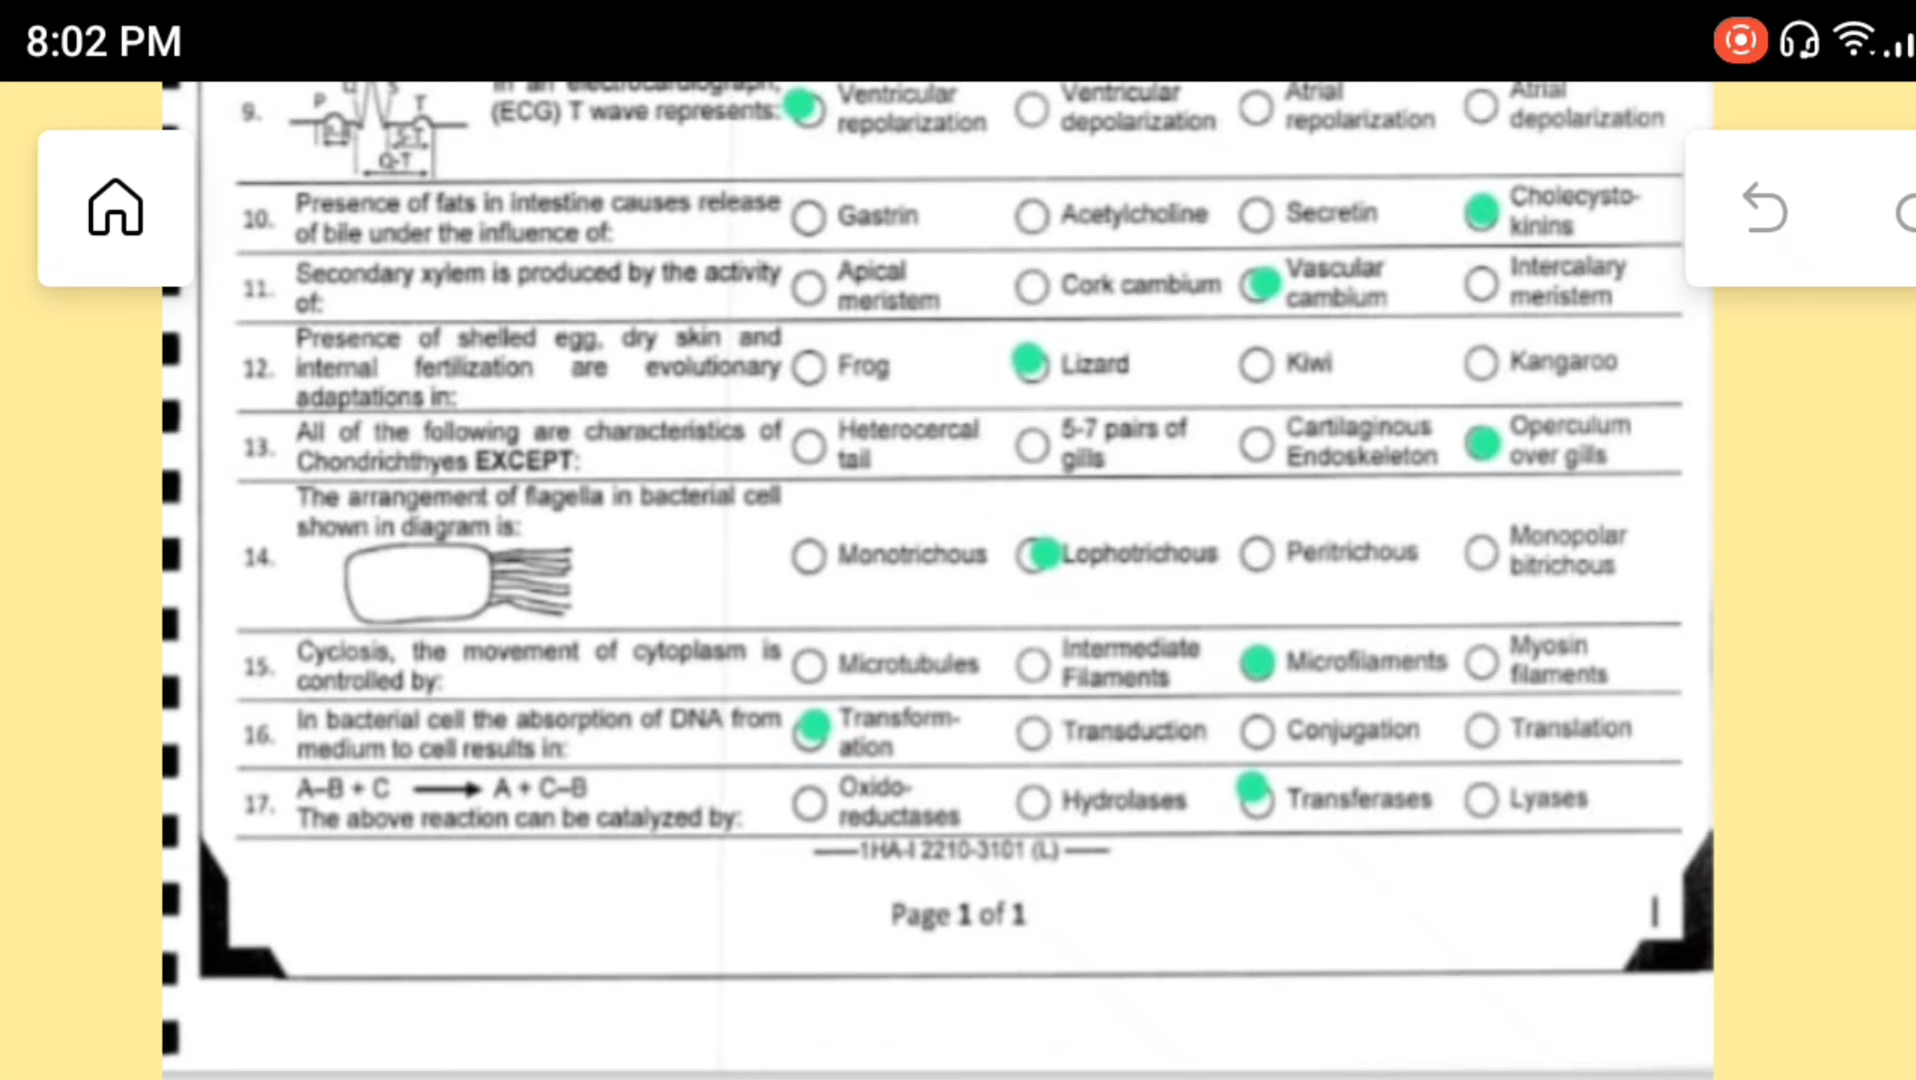 8:02 PM
9.
P
Q
S
T
S-T
Q-T
In an electrocardiograph,
(ECG) T wave represents:
Ventricular
repolarization
Ventricular
depolarization
Atrial
repolarization
Atrial
depolarization
10.
Presence of fats in intestine causes release
of bile under the influence of:
Gastrin
Acetylcholine
Secretin
Cholecysto-
kinins
11.
Secondary xylem is produced by the activity
of:
Apical
meristem
Cork cambium
Vascular
cambium
Intercalary
meristem
12.
Presence of shelled egg, dry skin and
internal fertilization are evolutionary
adaptations in:
Frog
Lizard
Kiwi
Kangaroo
13.
All of the following are characteristics of
Chondrichthyes EXCEPT:
Heterocercal
tail
5-7 pairs of
gills
Cartilaginous
Endoskeleton
Operculum
over gills
14.
The arrangement of flagella in bacterial cell
shown in diagram is:
Monotrichous
Lophotrichous
Peritrichous
Monopolar
bitrichous
15.
Cyclosis, the movement of cytoplasm is
controlled by:
Microtubules
Intermediate
Filaments
Microfilaments
Myosin
filaments
16.
In bacterial cell the absorption of DNA from
medium to cell results in:
Transform-
ation
Transduction
Conjugation
Translation
17.
A–B + C → A + C–B
The above reaction can be catalyzed by:
Oxido-
reductases
Hydrolases
Transferases
Lyases
—1HA-I 2210-3101 (L)—
Page 1 of 1